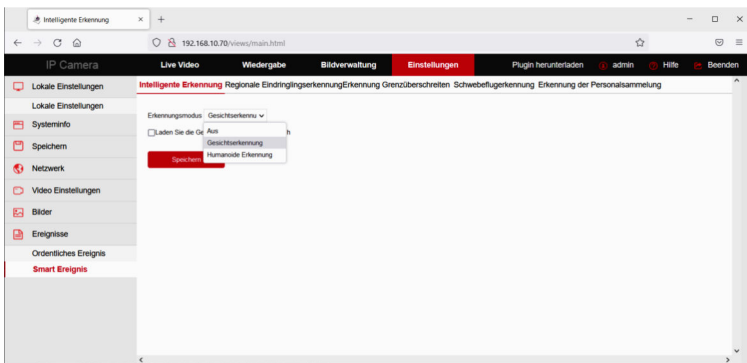 Intelligente Erkennung
192.168.10.70/views/main.html
IP Camera
Live Video
Wiedergabe
Bildverwaltung
Einstellungen
Plugin herunterladen
admin
Hilfe
Beenden
Lokale Einstellungen
Lokale Einstellungen
Systeminfo
Speichern
Netzwerk
Video Einstellungen
Bilder
Ereignisse
Ordentliches Ereignis
Smart Ereignis
Intelligente Erkennung Regionale EindringlingserkennungErkennung Grenzüberschreiten Schwebeflugerkennung Erkennung der Personalsammelung
Erkennungsmodus Gesichtserkennu
Laden Sie die Ge
h
Aus
Gesichtserkennung
Humanoide Erkennung
Speichern